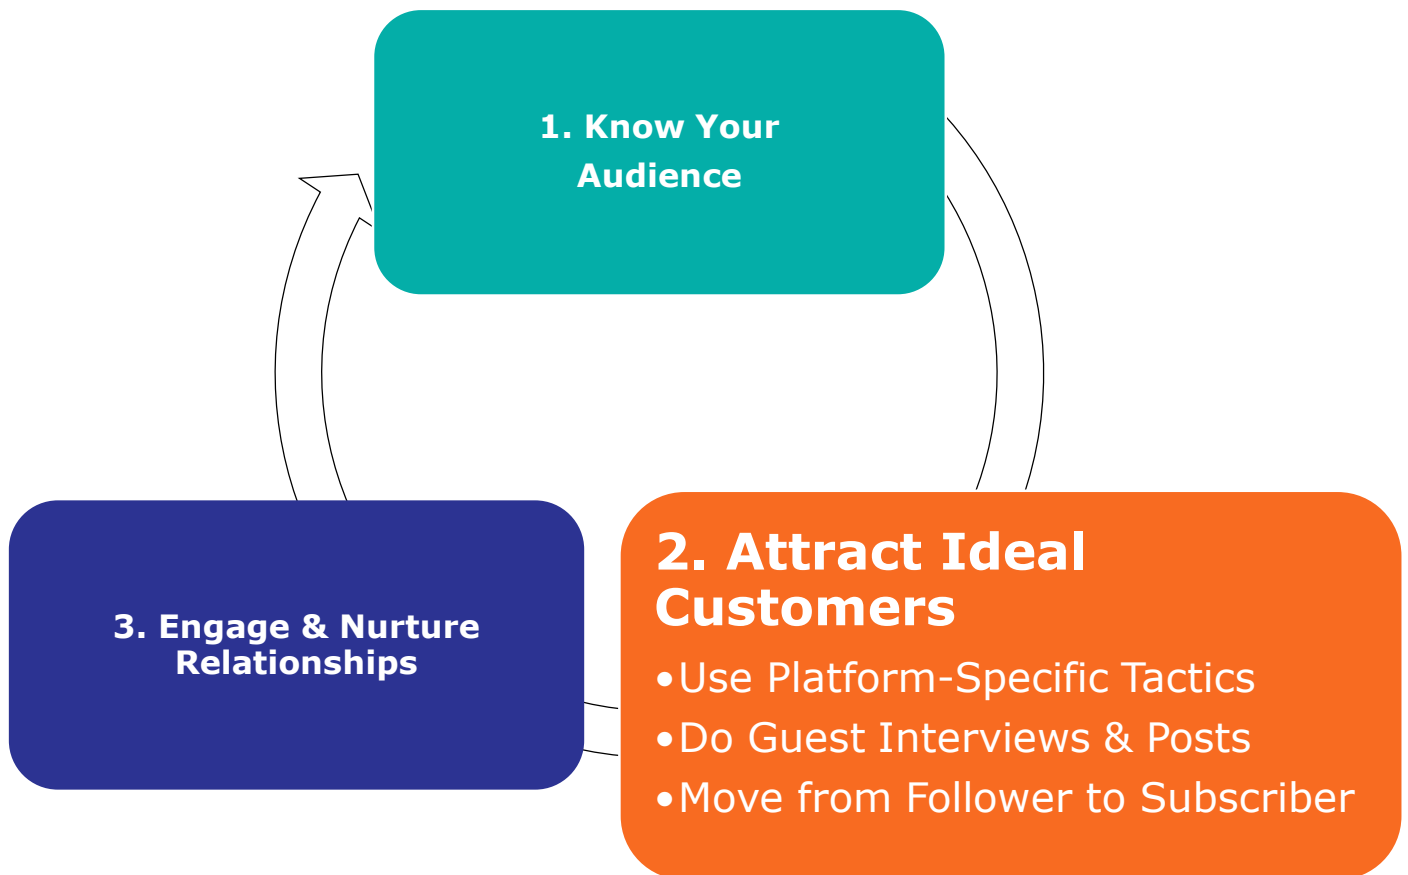 1. Know Your
Audience
2. Attract Ideal
Customers
•Use Platform-Specific Tactics
•Do Guest Interviews & Posts
•Move from Follower to Subscriber
3. Engage & Nurture
Relationships